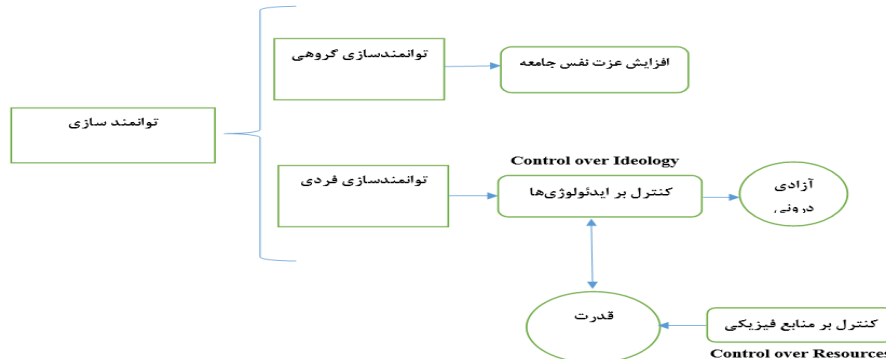 توانمندسازی گروهی
افزایش عزت نفس جامعه
توانمند سازی
Control over Ideology
توانمندسازی فردی
کنترل بر ایدئولوژی‌ها
آزادی
درونی
قدرت
کنترل بر منابع فیزیکی
Control over Resources